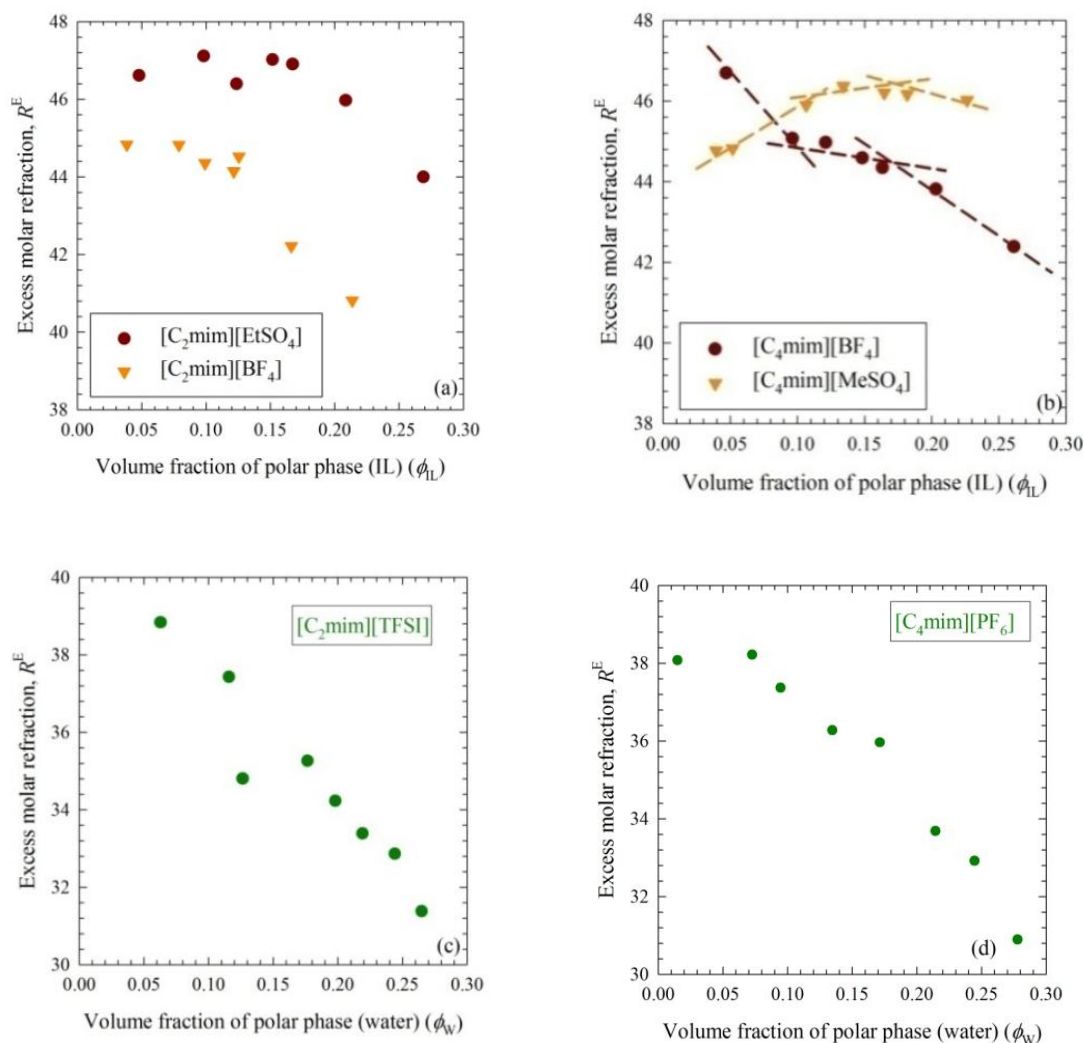 48
46
44
42
40
38
Excess molar refraction, R^E
[C₂mim][EtSO₄]
[C₂mim][BF₄]
(a)
0.00 0.05 0.10 0.15 0.20 0.25 0.30
Volume fraction of polar phase (IL) (ϕ_IL)
48
46
44
42
40
38
Excess molar refraction, R^E
[C₄mim][BF₄]
[C₄mim][MeSO₄]
(b)
0.00 0.05 0.10 0.15 0.20 0.25 0.30
Volume fraction of polar phase (IL) (ϕ_IL)
40
38
36
34
32
30
Excess molar refraction, R^E
[C₂mim][TFSI]
(c)
0.00 0.05 0.10 0.15 0.20 0.25 0.30
Volume fraction of polar phase (water) (ϕ_W)
40
38
36
33
31
30
Excess molar refraction, R^E
[C₄mim][PF₆]
(d)
0.00 0.05 0.10 0.15 0.20 0.25 0.30
Volume fraction of polar phase (water) (ϕ_W)